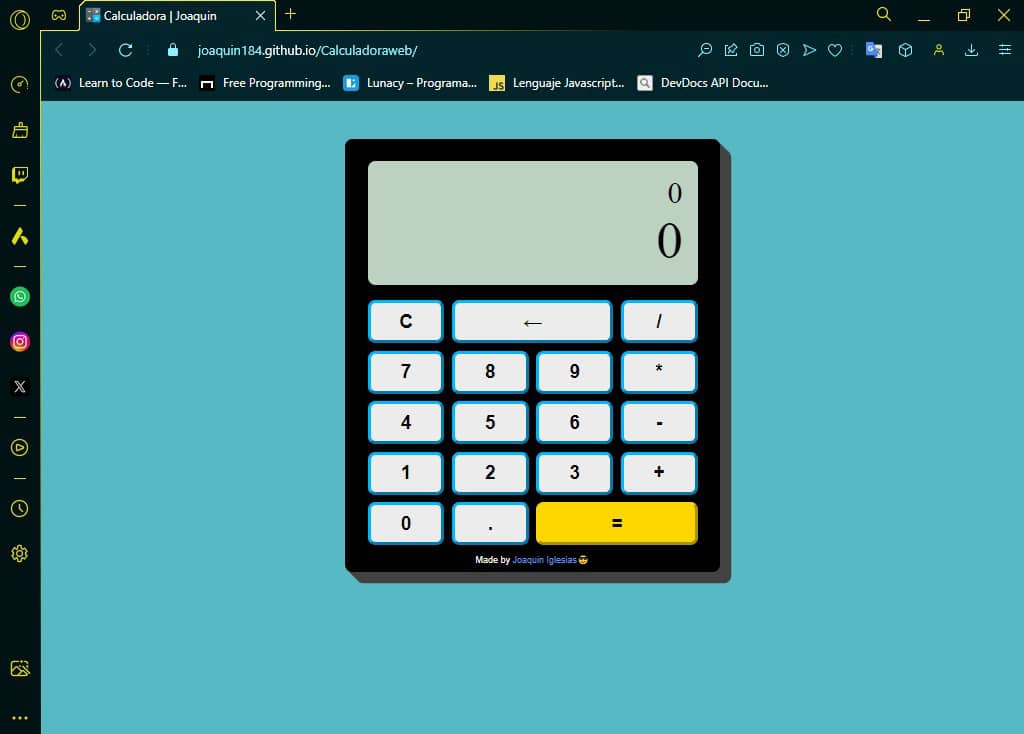 Calculadora | Joaquin
joaquin184.github.io/Calculadoraweb/
Learn to Code — F... Free Programming... Lunacy – Programa... JS Lenguaje Javascript... DevDocs API Docu...
0
0
C ← /
7 8 9 *
4 5 6 -
1 2 3 +
0 . =
Made by Joaquin Iglesias 😎